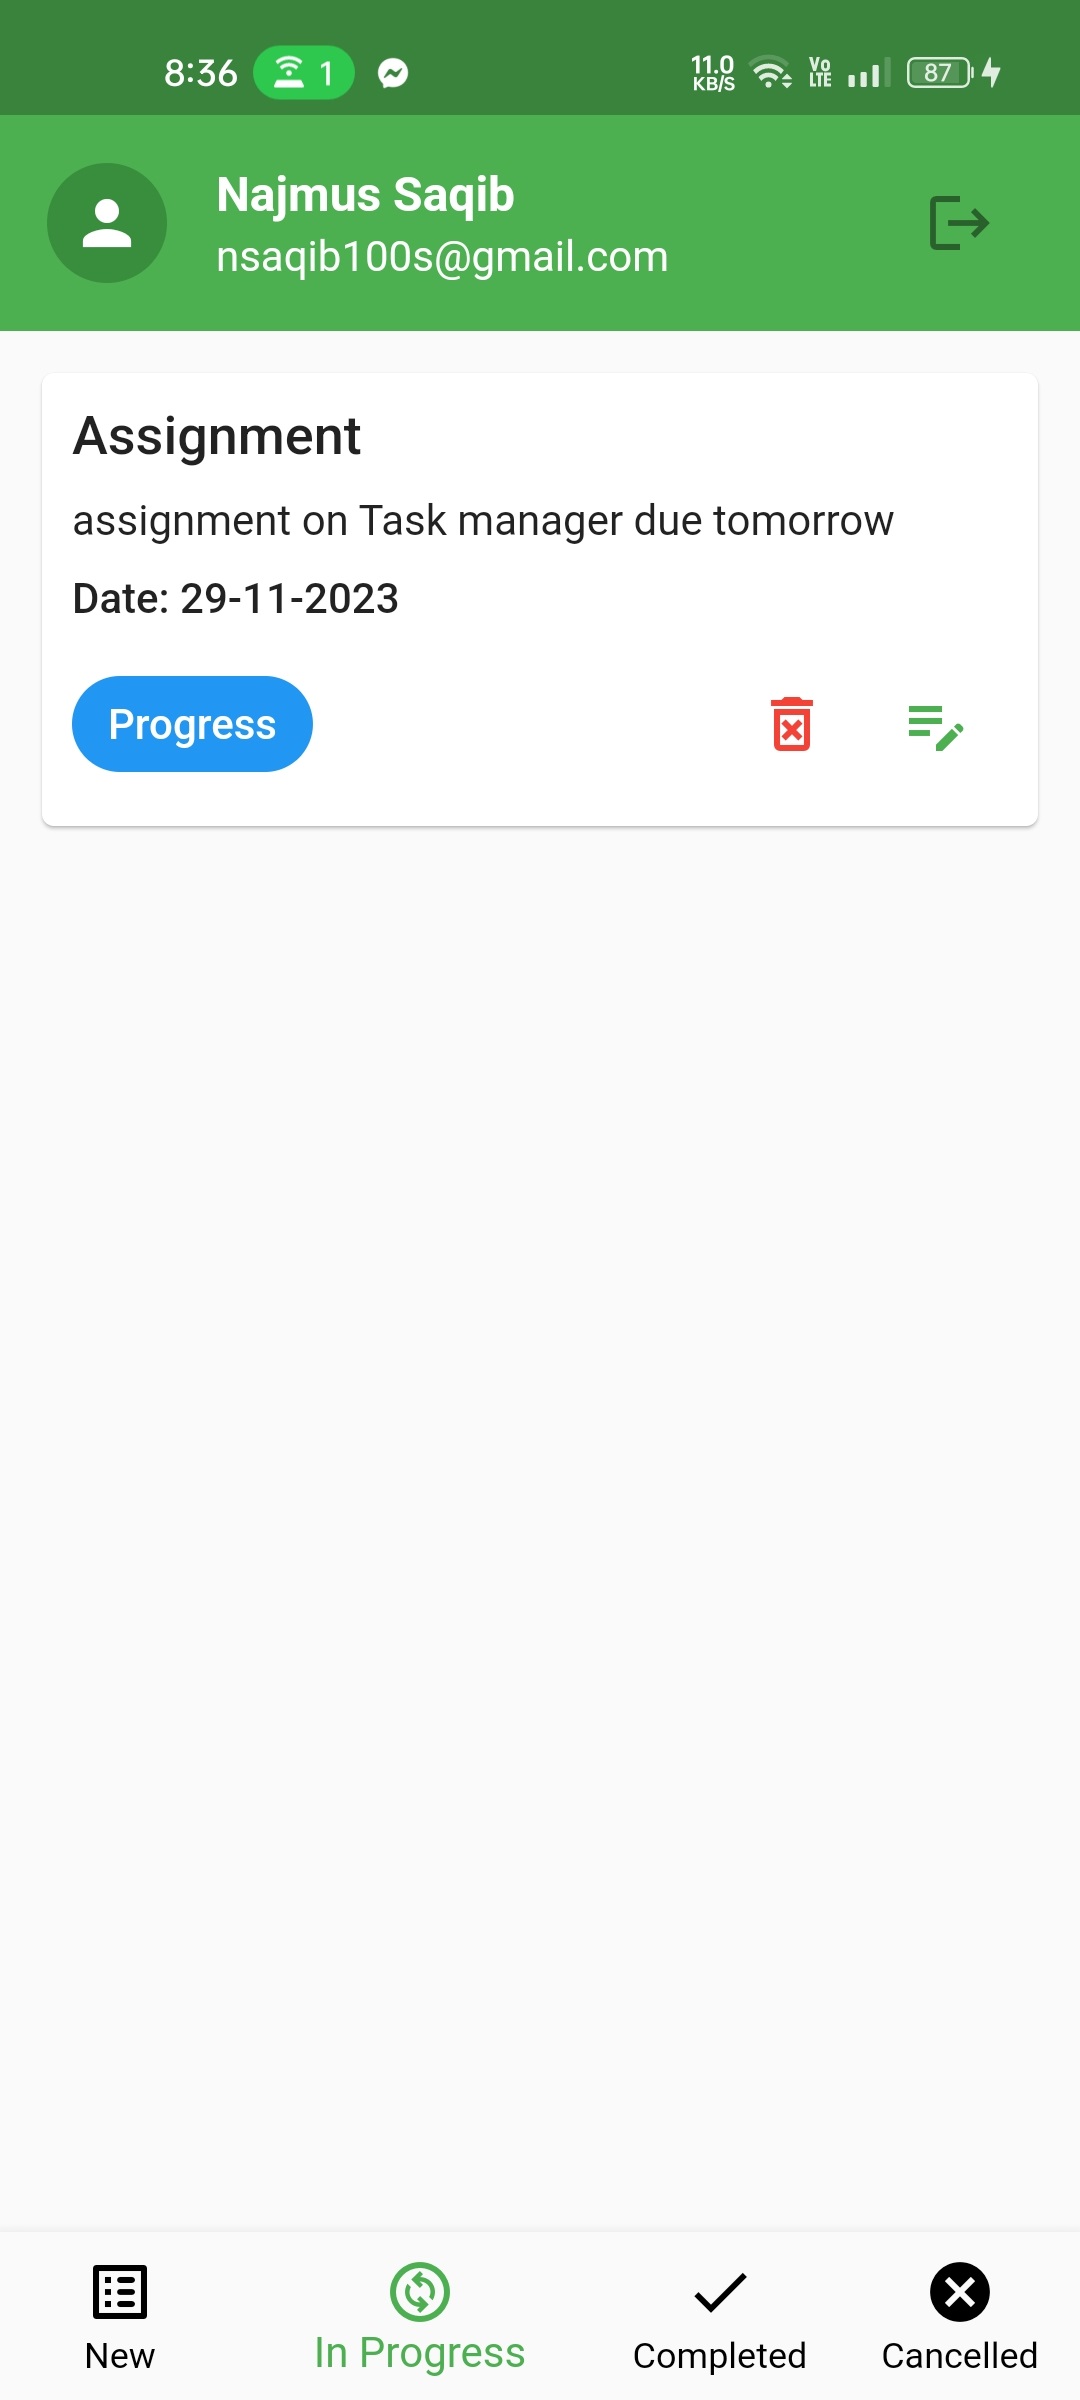 8:36 1 11.0 KB/S Vo LTE 87
Najmus Saqib
nsaqib100s@gmail.com
Assignment
assignment on Task manager due tomorrow
Date: 29-11-2023
Progress
New In Progress Completed Cancelled